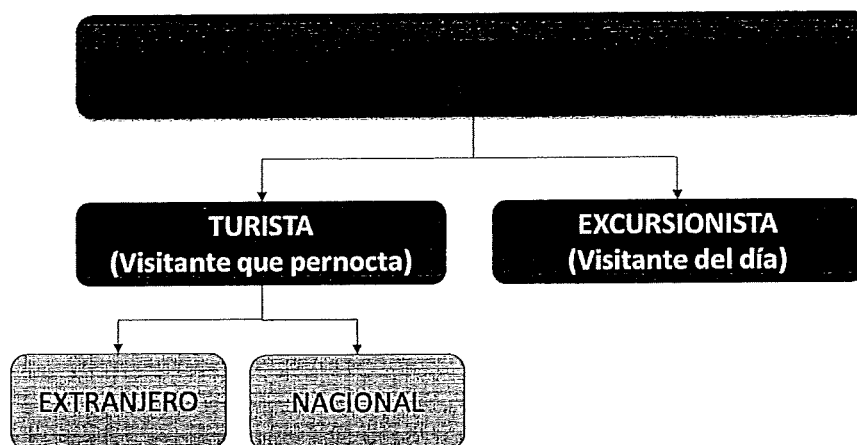 TURISTA
(Visitante que pernocta)
EXCURSIONISTA
(Visitante del día)
EXTRANJERO
NACIONAL